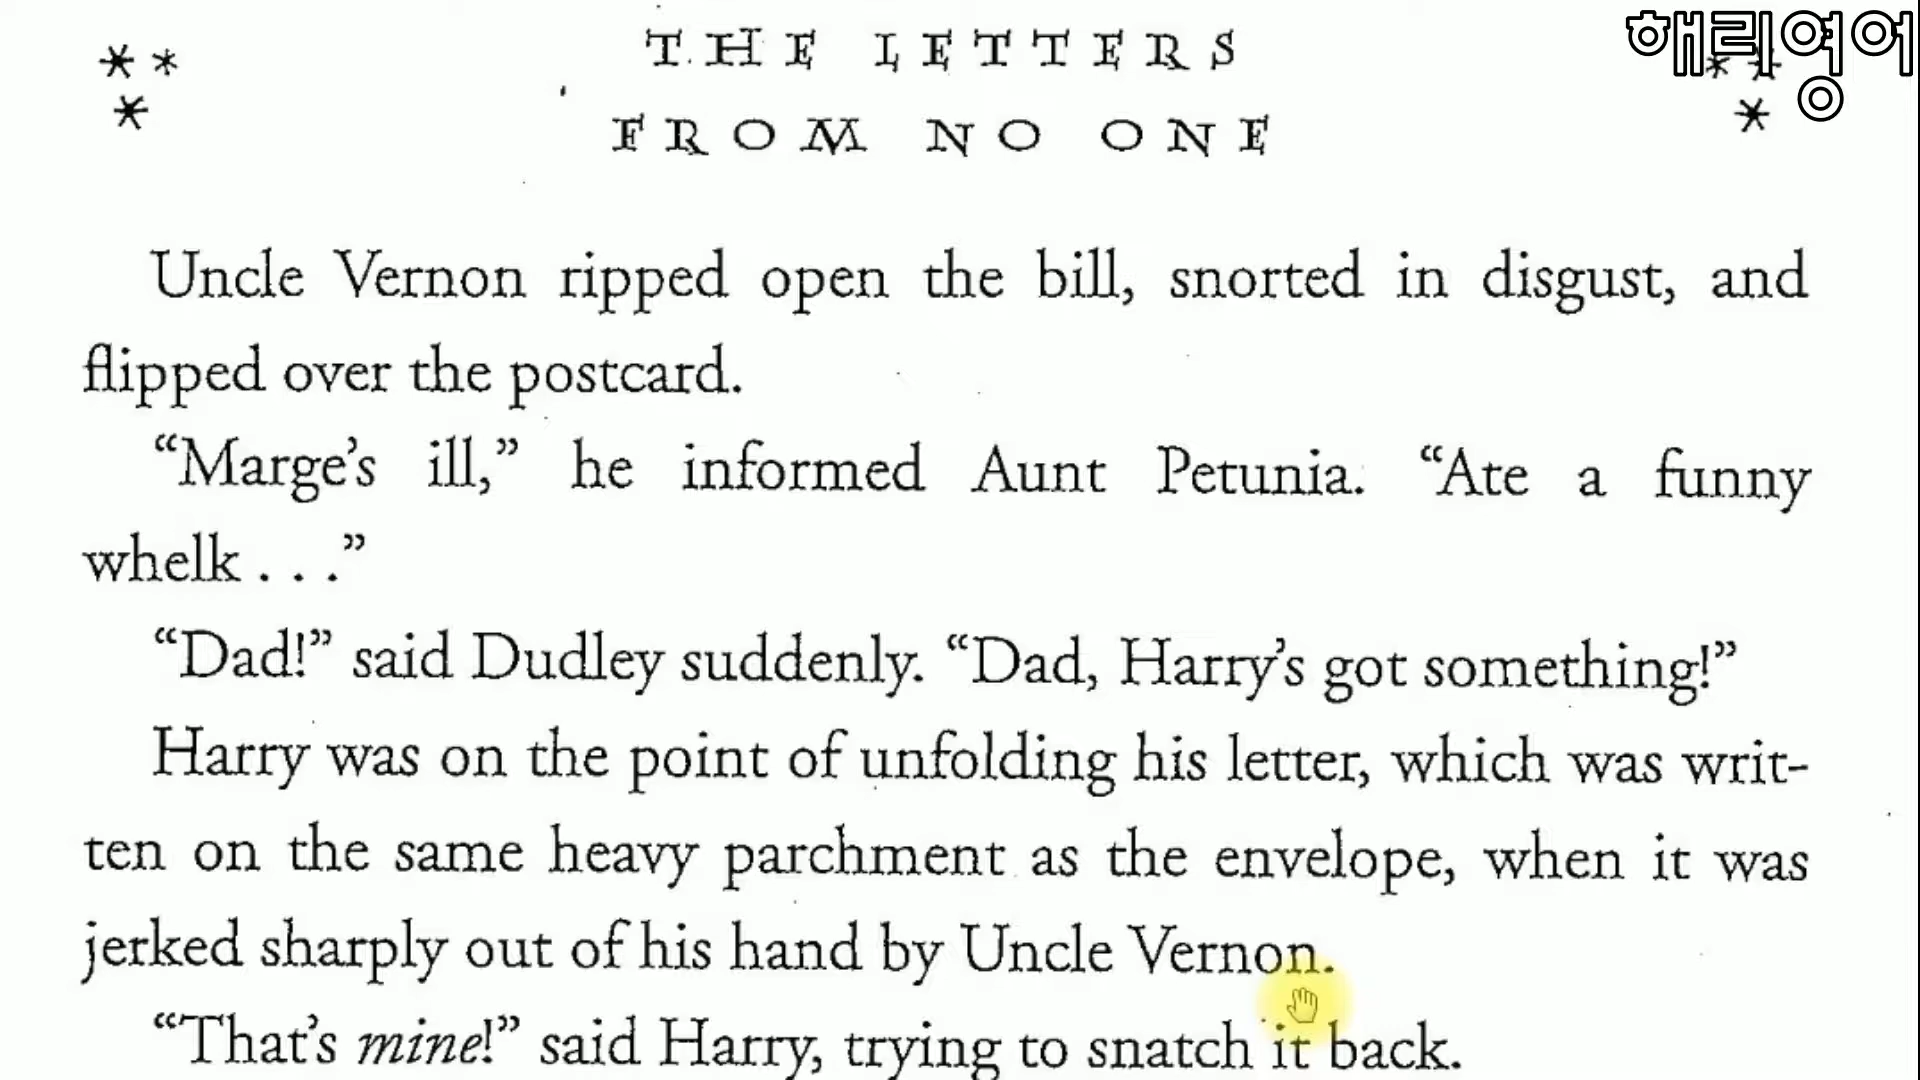 THE LETTERS
해리영어
FROM NO ONE
Uncle Vernon ripped open the bill, snorted in disgust, and
flipped over the postcard.
“Marge’s ill,” he informed Aunt Petunia. “Ate a funny
whelk . . .”
“Dad!” said Dudley suddenly. “Dad, Harry’s got something!”
Harry was on the point of unfolding his letter, which was writ-
ten on the same heavy parchment as the envelope, when it was
jerked sharply out of his hand by Uncle Vernon.
“That’s mine!” said Harry, trying to snatch it back.